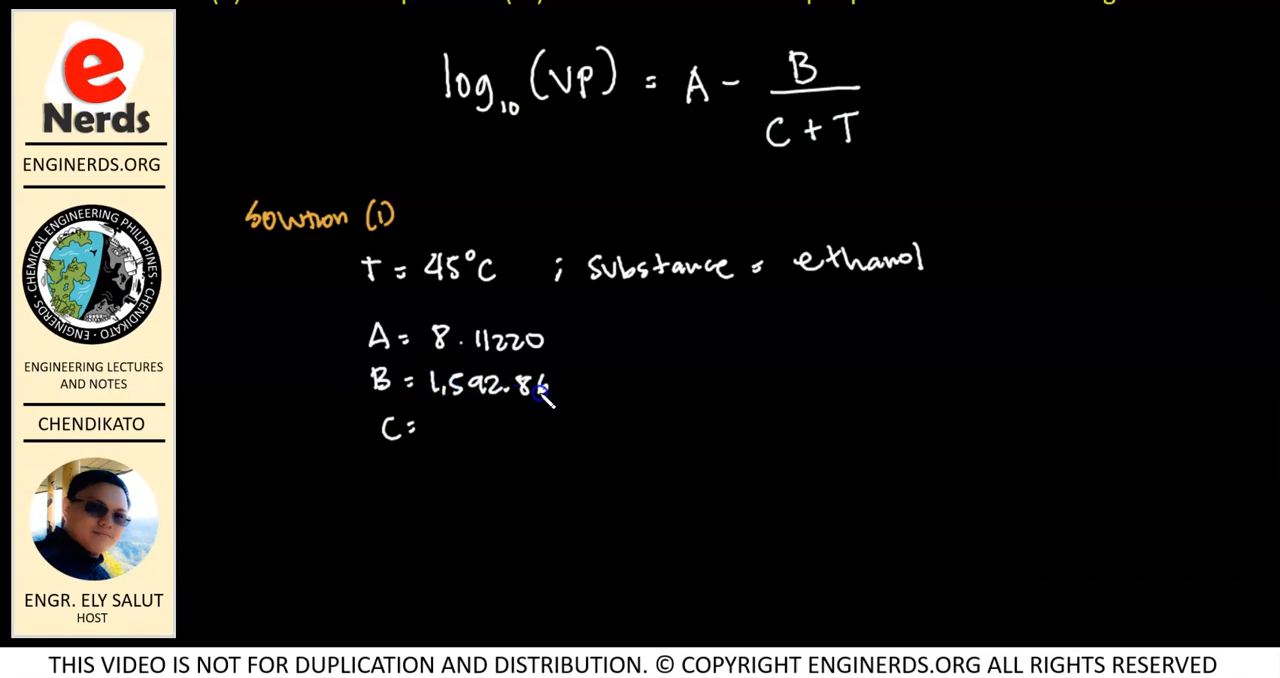 log10 (VP) = A - B / C + T
e
Nerds
ENGINERDS.ORG
CHEMICAL ENGINEERING PHILIPPINES
CHENDIKATO ENGINERDS.ORG
ENGINEERING LECTURES
AND NOTES
CHENDIKATO
ENGR. ELY SALUT
HOST
Solution (1)
T = 45°C ; Substance = ethanol
A = 8.11220
B = 1,592.86
C =
THIS VIDEO IS NOT FOR DUPLICATION AND DISTRIBUTION. © COPYRIGHT ENGINERDS.ORG ALL RIGHTS RESERVED